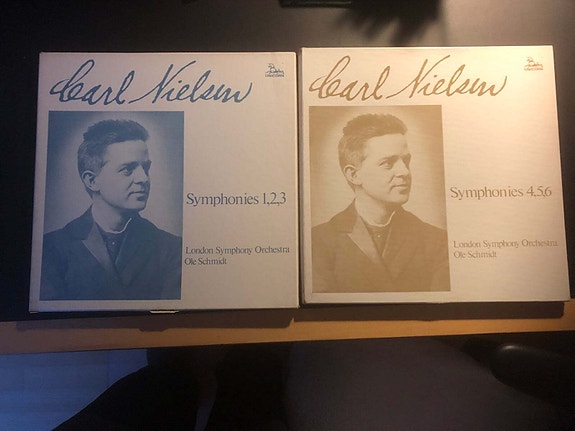 Carl Nielsen
Symphonies 1,2,3
London Symphony Orchestra
Ole Schmidt
Carl Nielsen
Symphonies 4,5,6
London Symphony Orchestra
Ole Schmidt